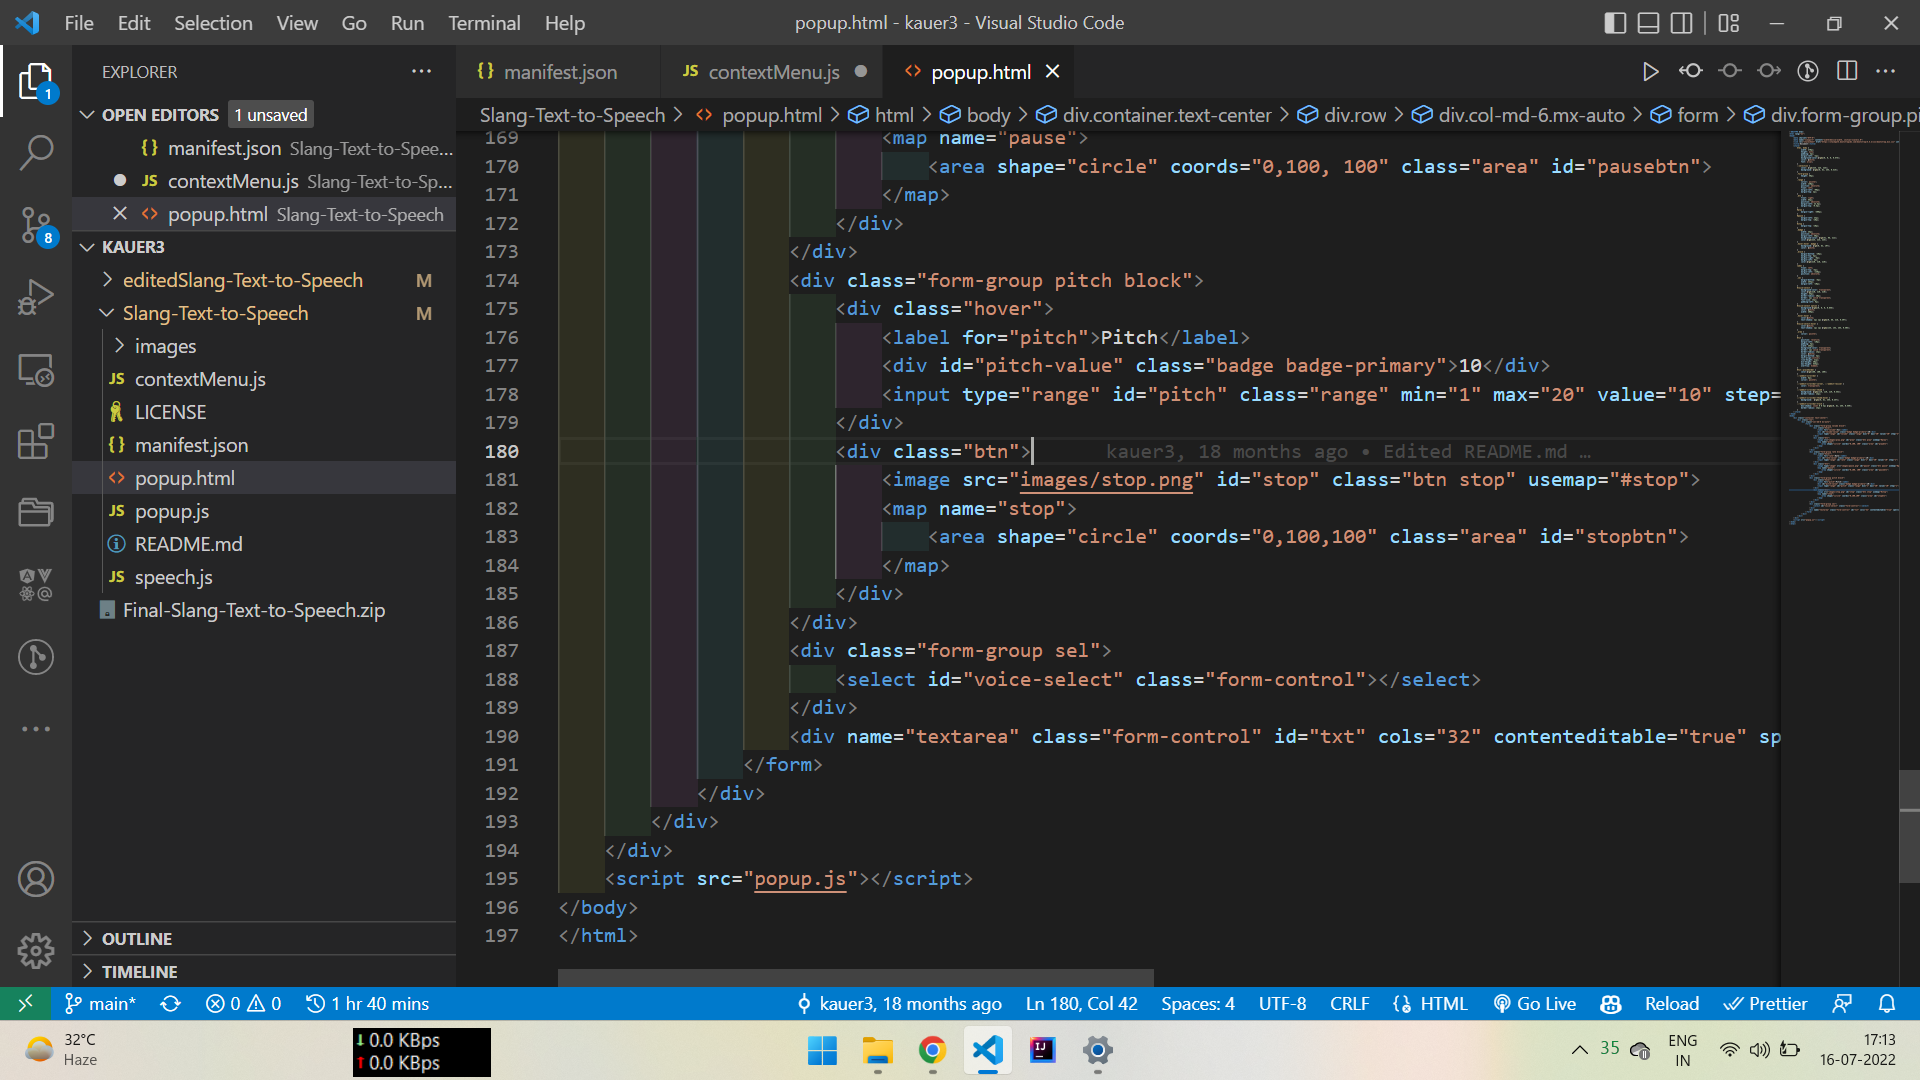 File Edit Selection View Go Run Terminal Help
popup.html - kauer3 - Visual Studio Code
EXPLORER
OPEN EDITORS 1 unsaved
{} manifest.json Slang-Text-to-Spee...
JS contextMenu.js Slang-Text-to-Sp...
<> popup.html Slang-Text-to-Speech
KAUER3
editedSlang-Text-to-Speech M
Slang-Text-to-Speech M
images
JS contextMenu.js
LICENSE
{} manifest.json
<> popup.html
JS popup.js
README.md
JS speech.js
Final-Slang-Text-to-Speech.zip
OUTLINE
TIMELINE
1
8
{} manifest.json
JS contextMenu.js
<> popup.html
Slang-Text-to-Speech > <> popup.html > html > body > div.container.text-center > div.row > div.col-md-6.mx-auto > form > div.form-group.pi
169 <map name="pause">
170 <area shape="circle" coords="0,100, 100" class="area" id="pausebtn">
171 </map>
172 </div>
173 </div>
174 <div class="form-group pitch block">
175 <div class="hover">
176 <label for="pitch">Pitch</label>
177 <div id="pitch-value" class="badge badge-primary">10</div>
178 <input type="range" id="pitch" class="range" min="1" max="20" value="10" step=
179 </div>
180 <div class="btn"> kauer3, 18 months ago • Edited README.md …
181 <image src="images/stop.png" id="stop" class="btn stop" usemap="#stop">
182 <map name="stop">
183 <area shape="circle" coords="0,100,100" class="area" id="stopbtn">
184 </map>
185 </div>
186 </div>
187 <div class="form-group sel">
188 <select id="voice-select" class="form-control"></select>
189 </div>
190 <div name="textarea" class="form-control" id="txt" cols="32" contenteditable="true" sp
191 </form>
192 </div>
193 </div>
194 </div>
195 <script src="popup.js"></script>
196 </body>
197 </html>
main* 0 0 1 hr 40 mins kauer3, 18 months ago Ln 180, Col 42 Spaces: 4 UTF-8 CRLF HTML Go Live Reload Prettier
32°C
Haze
↓ 0.0 KBps
↑ 0.0 KBps
35
ENG
IN
17:13
16-07-2022